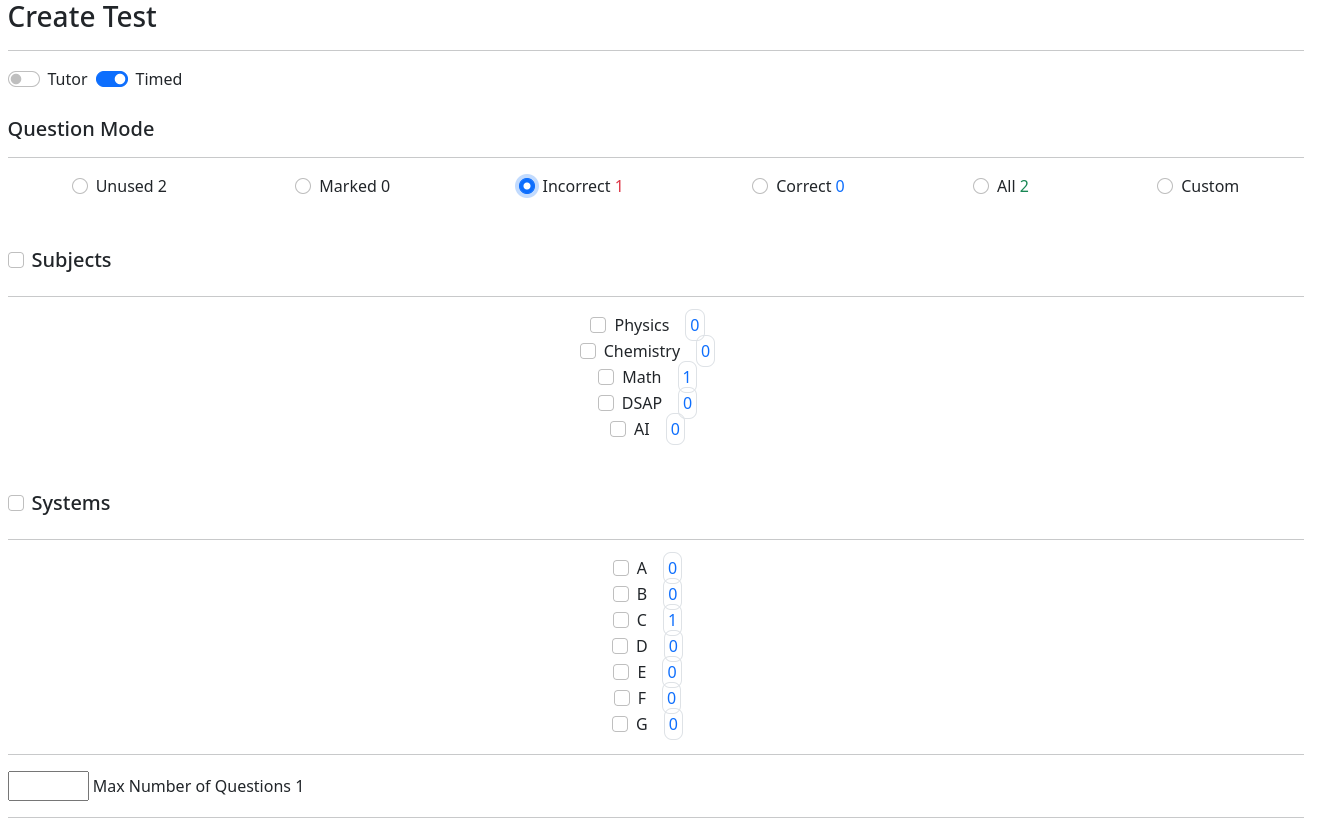 Create Test
Tutor Timed
Question Mode
Unused 2 Marked 0 Incorrect 1 Correct 0 All 2 Custom
Subjects
Physics 0
Chemistry 0
Math 1
DSAP 0
AI 0
Systems
A 0
B 0
C 1
D 0
E 0
F 0
G 0
Max Number of Questions 1